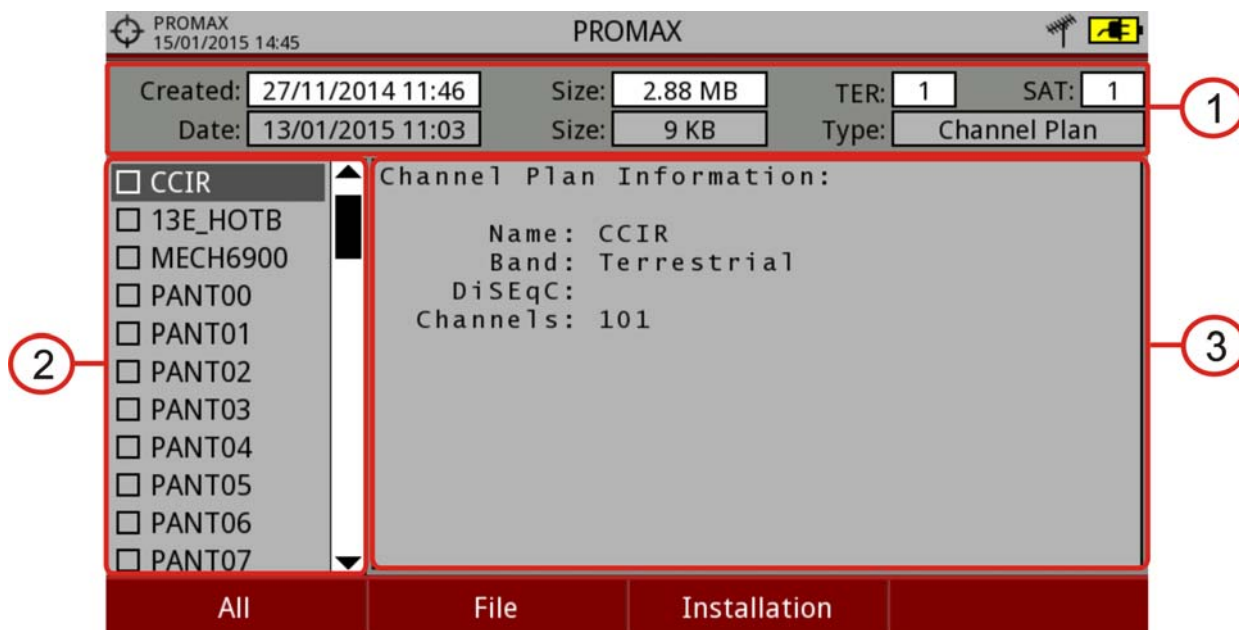 PROMAX
15/01/2015 14:45
PROMAX
Created: 27/11/2014 11:46 Size: 2.88 MB TER: 1 SAT: 1
Date: 13/01/2015 11:03 Size: 9 KB Type: Channel Plan
1
CCIR
13E_HOTB
MECH6900
PANT00
PANT01
PANT02
PANT03
PANT04
PANT05
PANT06
PANT07
2
Channel Plan Information:
Name: CCIR
Band: Terrestrial
DiSEqC:
Channels: 101
3
All File Installation